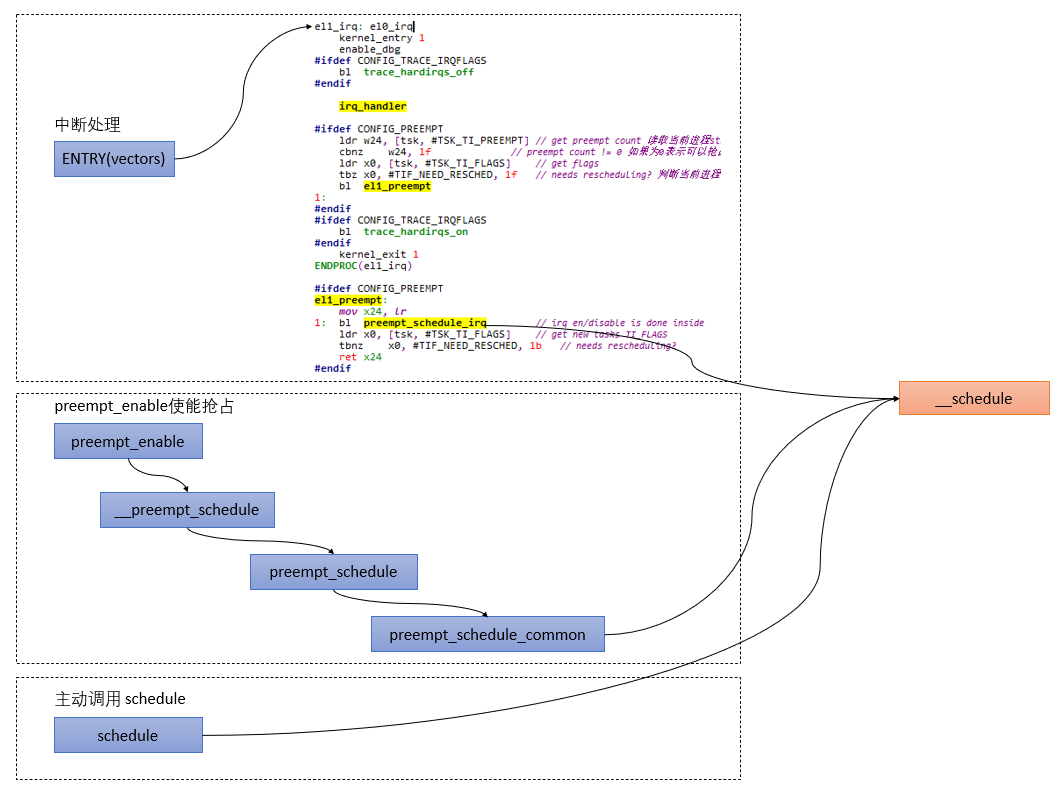 中断处理
ENTRY(vectors)
el1_irq: el0_irq
kernel_entry 1
enable_dbg
#ifdef CONFIG_TRACE_IRQFLAGS
bl trace_hardirqs_off
#endif
irq_handler
#ifdef CONFIG_PREEMPT
ldr w24, [tsk, #TSK_TI_PREEMPT] // get preempt count 读取当前进程st
cbnz w24, 1f // preempt count != 0 如果为0表示可以抢
ldr x0, [tsk, #TSK_TI_FLAGS] // get flags
tbz x0, #TIF_NEED_RESCHED, 1f // needs rescheduling? 判断当前进程
bl el1_preempt
1:
#endif
#ifdef CONFIG_TRACE_IRQFLAGS
bl trace_hardirqs_on
#endif
kernel_exit 1
ENDPROC(el1_irq)
#ifdef CONFIG_PREEMPT
el1_preempt:
mov x24, lr
1: bl preempt_schedule_irq // irq en/disable is done inside
ldr x0, [tsk, #TSK_TI_FLAGS] // get new tasks TI_FLAGS
tbnz x0, #TIF_NEED_RESCHED, 1b // needs rescheduling?
ret x24
#endif
__schedule
preempt_enable使能抢占
preempt_enable
__preempt_schedule
preempt_schedule
preempt_schedule_common
主动调用 schedule
schedule